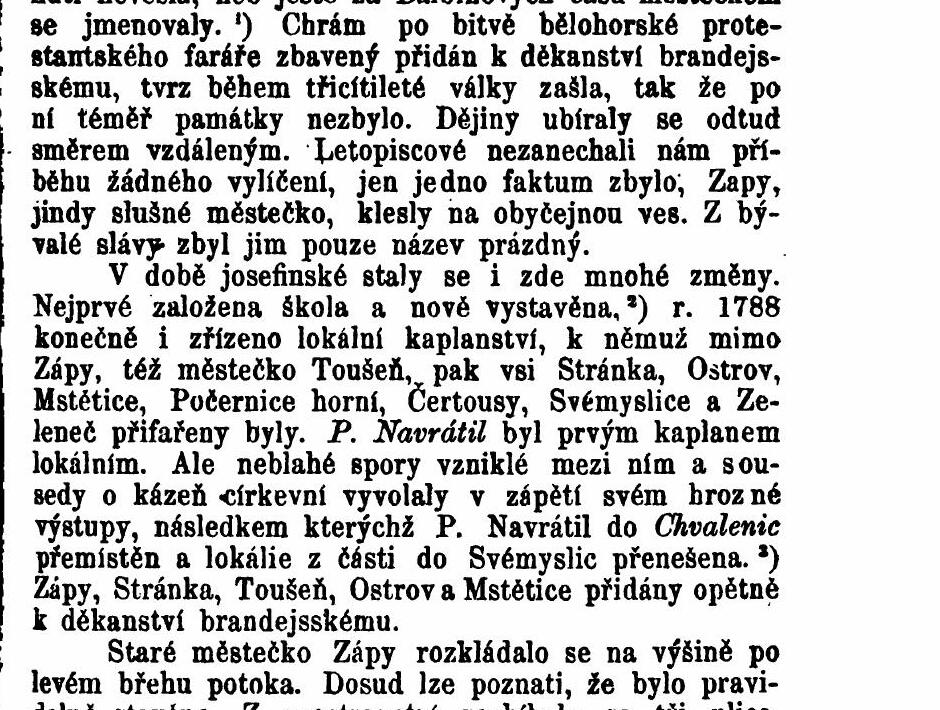 se jmenovaly. ¹) Chrám po bitvě bělohorské prote-
stantského faráře zbavený přidán k děkanství brandejs-
skému, tvrz během třicítileté války zašla, tak že po
ní téměř památky nezbylo. Dějiny ubíraly se odtud
směrem vzdáleným. Letopiscové nezanechali nám pří-
běhu žádného vylíčení, jen jedno faktum zbylo, Zapy,
jindy slušné městečko, klesly na obyčejnou ves. Z bý-
valé slávy zbyl jim pouze název prázdný.
V době josefinské staly se i zde mnohé změny.
Nejprvé založena škola a nově vystavěna, ²) r. 1788
konečně i zřízeno lokální kaplanství, k němuž mimo
Zápy, též městečko Toušeň, pak vsi Stránka, Ostrov,
Mstětice, Počernice horní, Čertousy, Svémyslice a Ze-
leneč přifařeny byly. P. Navrátil byl prvým kaplanem
lokálním. Ale neblahé spory vzniklé mezi ním a sou-
sedy o kázeň církevní vyvolaly v zápětí svém hrozné
výstupy, následkem kterýchž P. Navrátil do Chvalenic
přemístěn a lokálie z části do Svémyslic přenešena. ³)
Zápy, Stránka, Toušeň, Ostrov a Mstětice přidány opětně
k děkanství brandejsskému.
Staré městečko Zápy rozkládalo se na výšině po
levém břehu potoka. Dosud lze poznati, že bylo pravi-